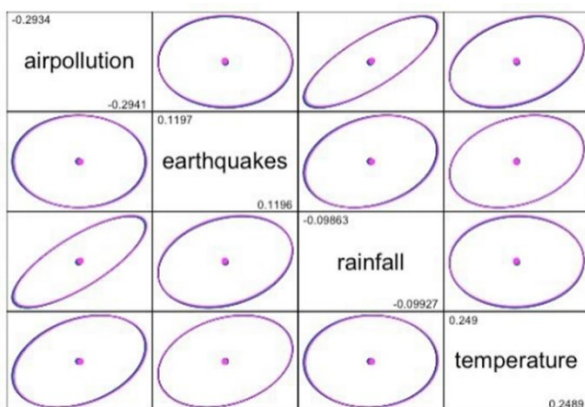 -0.2934
airpollution
-0.2941
0.1197
earthquakes
0.1196
-0.09863
rainfall
-0.09927
0.249
temperature
0.2489